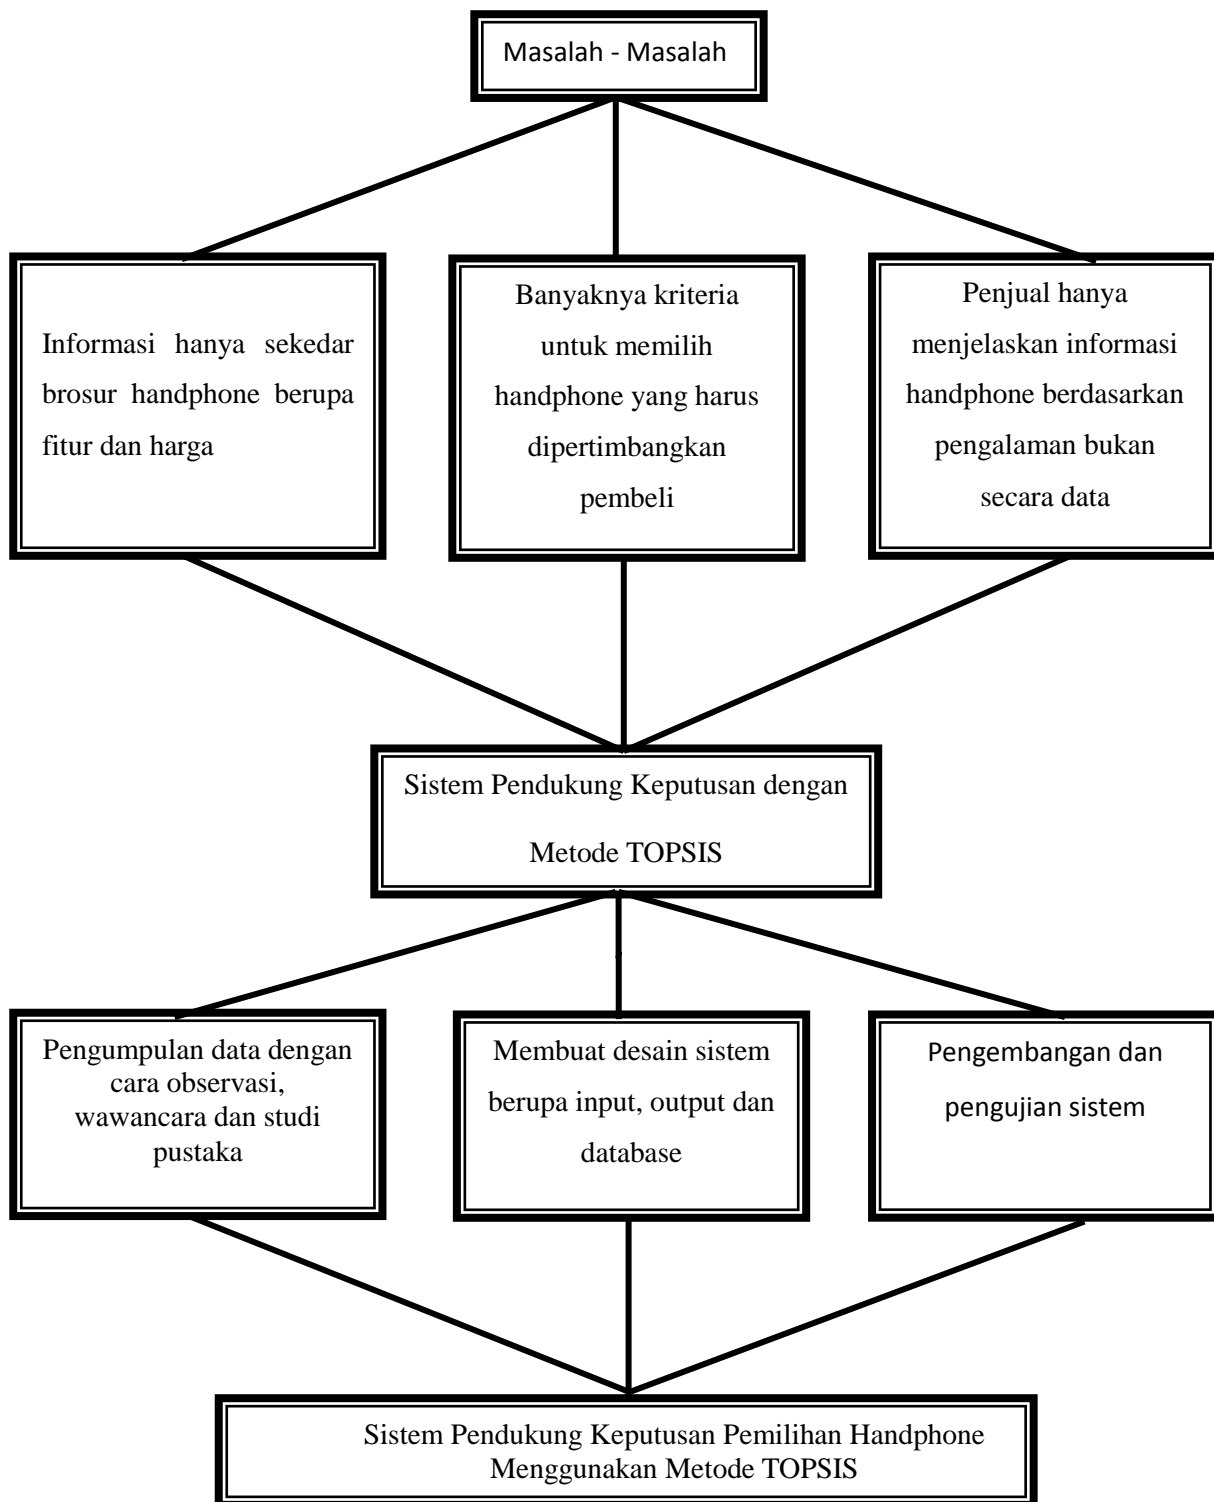 Masalah - Masalah
Informasi hanya sekedar
brosur handphone berupa
fitur dan harga
Banyaknya kriteria
untuk memilih
handphone yang harus
dipertimbangkan
pembeli
Penjual hanya
menjelaskan informasi
handphone berdasarkan
pengalaman bukan
secara data
Sistem Pendukung Keputusan dengan
Metode TOPSIS
Pengumpulan data dengan
cara observasi,
wawancara dan studi
pustaka
Membuat desain sistem
berupa input, output dan
database
Pengembangan dan
pengujian sistem
Sistem Pendukung Keputusan Pemilihan Handphone
Menggunakan Metode TOPSIS